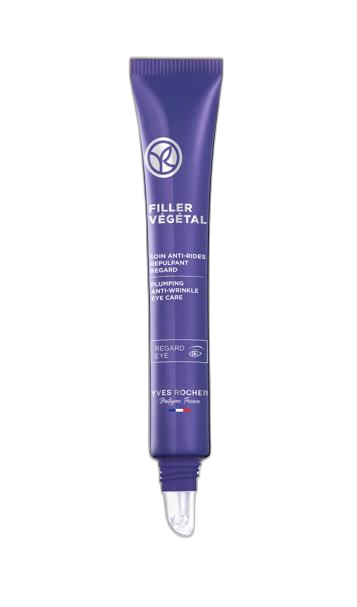 FILLER
VÉGÉTAL
SOIN ANTI-RIDES
REPULPANT
REGARD
PLUMPING
ANTI-WRINKLE
EYE CARE
REGARD
EYE
YVES ROCHER
Bretagne, France